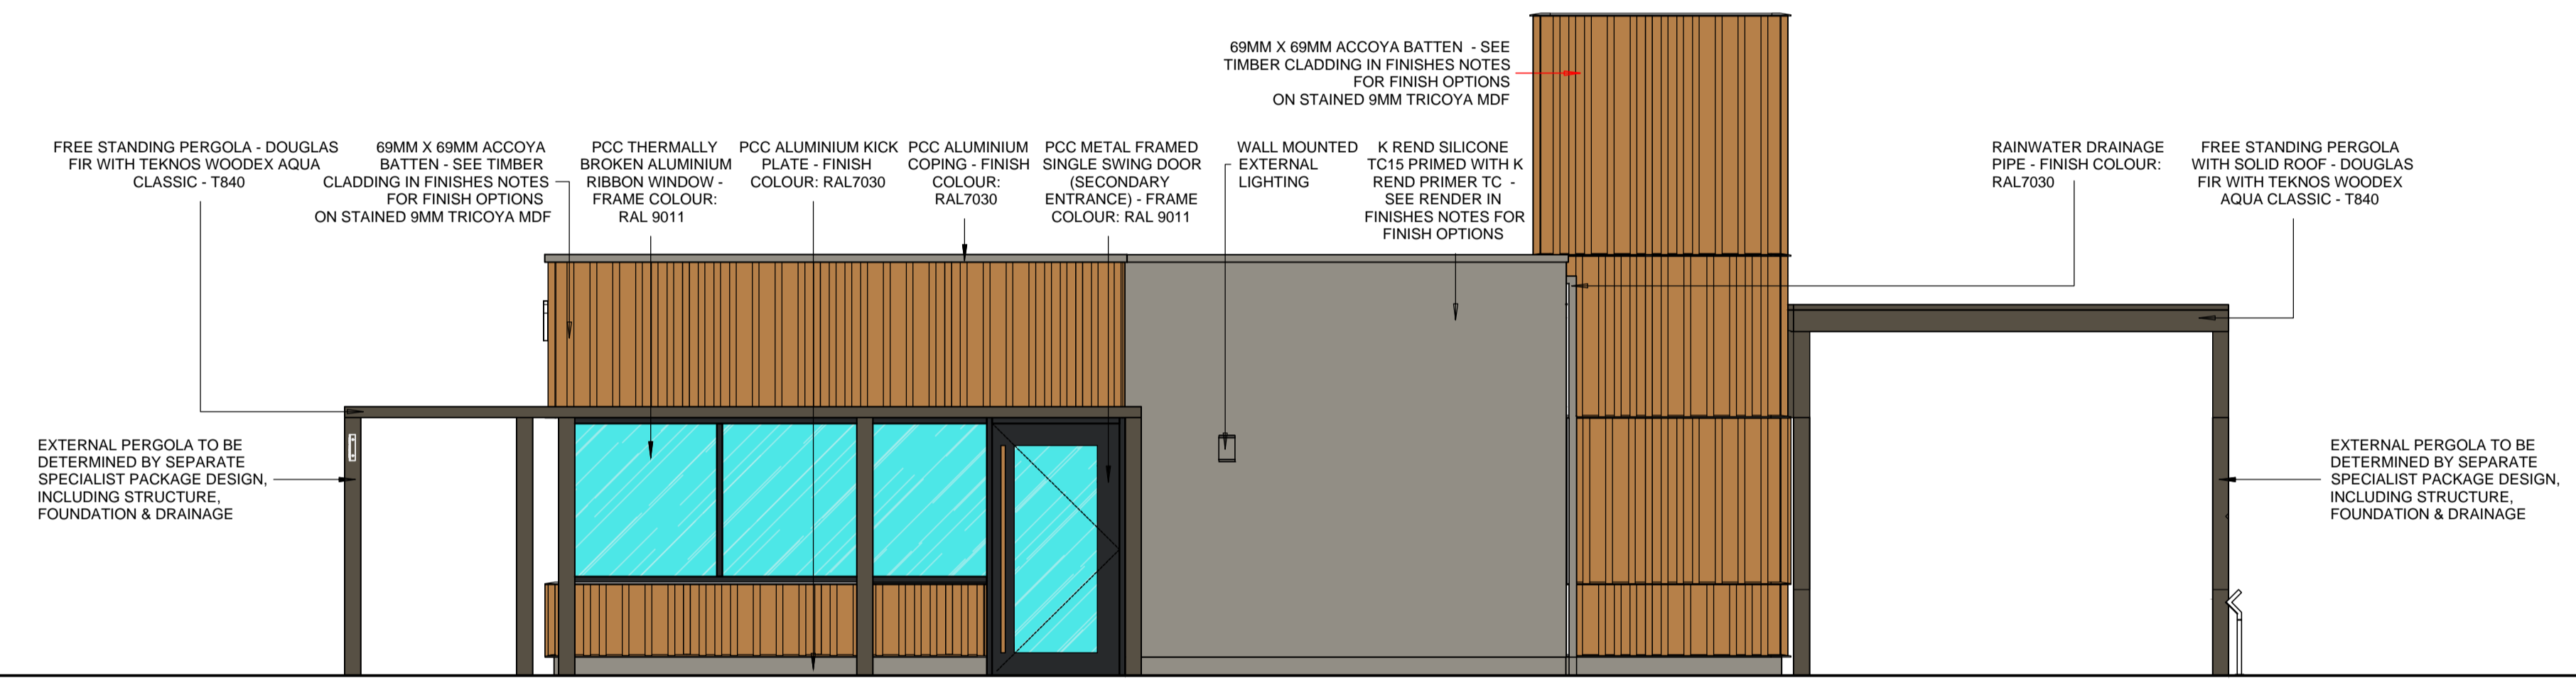 69MM X 69MM ACCOYA BATTEN - SEE
TIMBER CLADDING IN FINISHES NOTES
FOR FINISH OPTIONS
ON STAINED 9MM TRICOYA MDF
FREE STANDING PERGOLA - DOUGLAS
FIR WITH TEKNOS WOODEX AQUA
CLASSIC - T840
69MM X 69MM ACCOYA
BATTEN - SEE TIMBER
CLADDING IN FINISHES NOTES
FOR FINISH OPTIONS
ON STAINED 9MM TRICOYA MDF
PCC THERMALLY
BROKEN ALUMINIUM
RIBBON WINDOW -
FRAME COLOUR:
RAL 9011
PCC ALUMINIUM KICK
PLATE - FINISH
COLOUR: RAL7030
PCC ALUMINIUM
COPING - FINISH
COLOUR:
RAL7030
PCC METAL FRAMED
SINGLE SWING DOOR
(SECONDARY
ENTRANCE) - FRAME
COLOUR: RAL 9011
WALL MOUNTED
EXTERNAL
LIGHTING
K REND SILICONE
TC15 PRIMED WITH K
REND PRIMER TC -
SEE RENDER IN
FINISHES NOTES FOR
FINISH OPTIONS
RAINWATER DRAINAGE
PIPE - FINISH COLOUR:
RAL7030
FREE STANDING PERGOLA
WITH SOLID ROOF - DOUGLAS
FIR WITH TEKNOS WOODEX
AQUA CLASSIC - T840
EXTERNAL PERGOLA TO BE
DETERMINED BY SEPARATE
SPECIALIST PACKAGE DESIGN,
INCLUDING STRUCTURE,
FOUNDATION & DRAINAGE
EXTERNAL PERGOLA TO BE
DETERMINED BY SEPARATE
SPECIALIST PACKAGE DESIGN,
INCLUDING STRUCTURE,
FOUNDATION & DRAINAGE